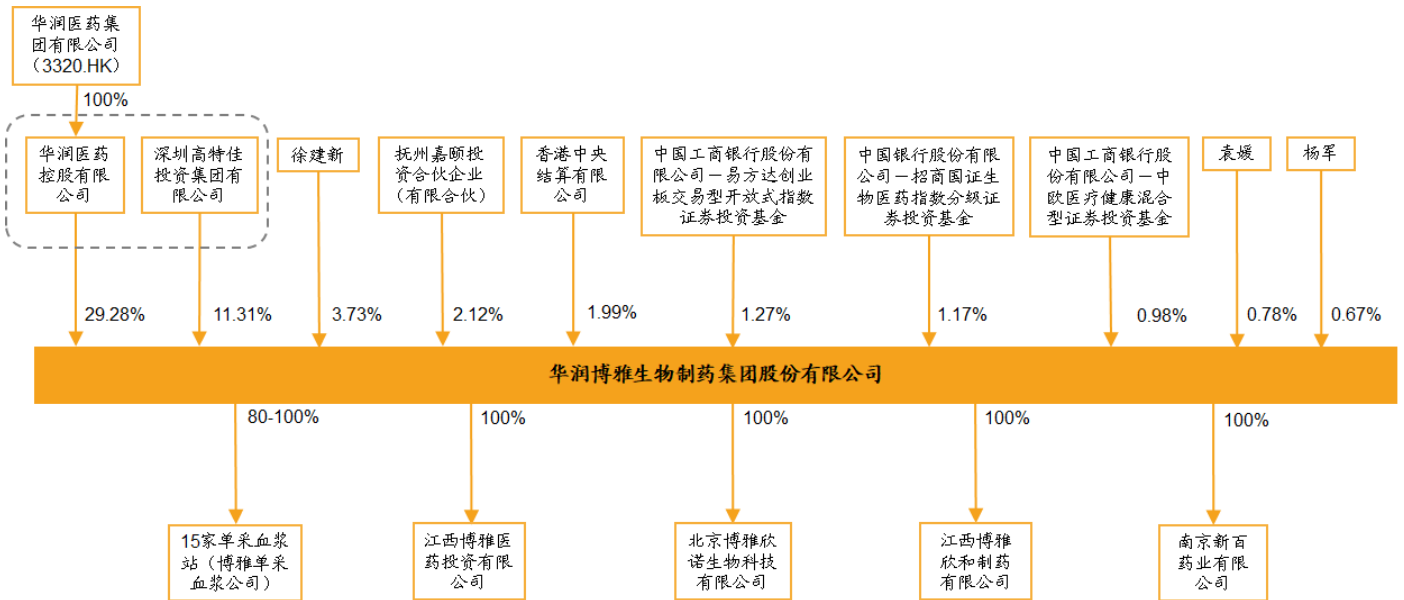 华润医药集
团有限公司
（3320.HK）
100%
华润医药
控股有限
公司
深圳高特佳
投资集团有
限公司
徐建新
抚州嘉颐投
资合伙企业
（有限合伙）
香港中央
结算有限
公司
中国工商银行股份有
限公司－易方达创业
板交易型开放式指数
证券投资基金
中国银行股份有限
公司－招商国证生
物医药指数分级证
券投资基金
中国工商银行股
份有限公司－中
欧医疗健康混合
型证券投资基金
袁媛
杨军
29.28%
11.31%
3.73%
2.12%
1.99%
1.27%
1.17%
0.98%
0.78%
0.67%
华润博雅生物制药集团股份有限公司
80-100%
100%
100%
100%
100%
15家单采血浆
站（博雅单采
血浆公司）
江西博雅医
药投资有限
公司
北京博雅欣
诺生物科技
有限公司
江西博雅
欣和制药
有限公司
南京新百
药业有限
公司